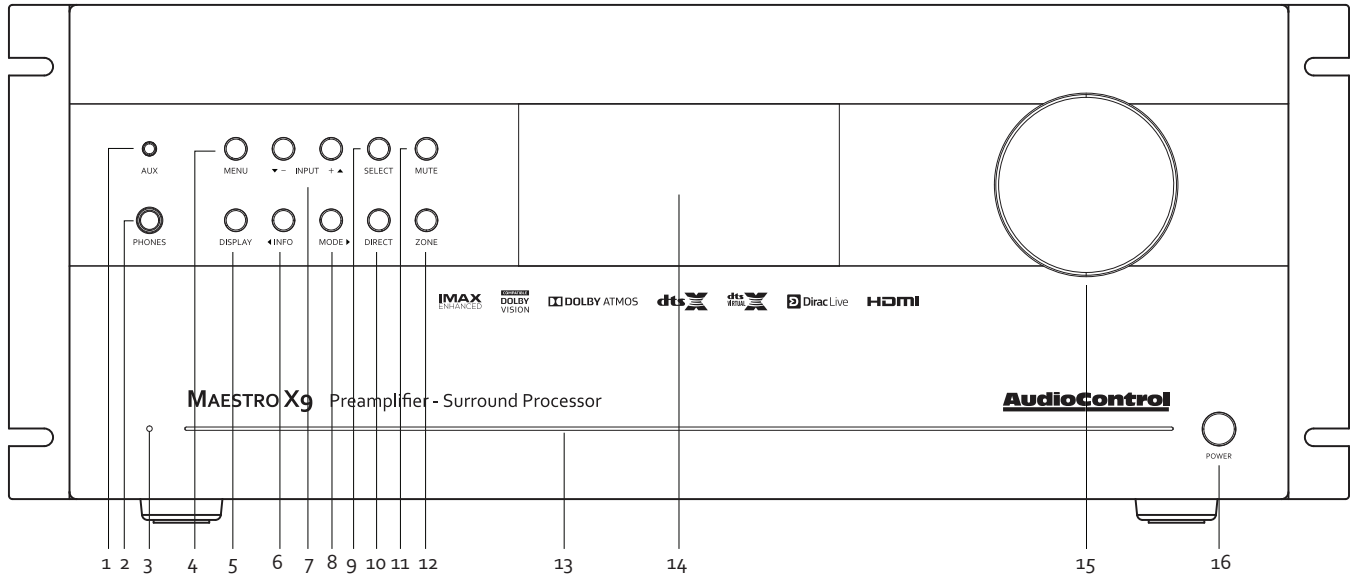 AUX
MENU
▼ - INPUT + ▲
SELECT
MUTE
PHONES
DISPLAY
◀ INFO
MODE ▶
DIRECT
ZONE
IMAX
ENHANCED
COMPATIBLE
DOLBY
VISION
DOLBY ATMOS
dts X
dts
VIRTUAL X
Dirac Live
HDMI
MAESTRO X9 Preamplifier - Surround Processor
AudioControl
POWER
1 2 3 4 5 6 7 8 9 10 11 12 13 14 15 16